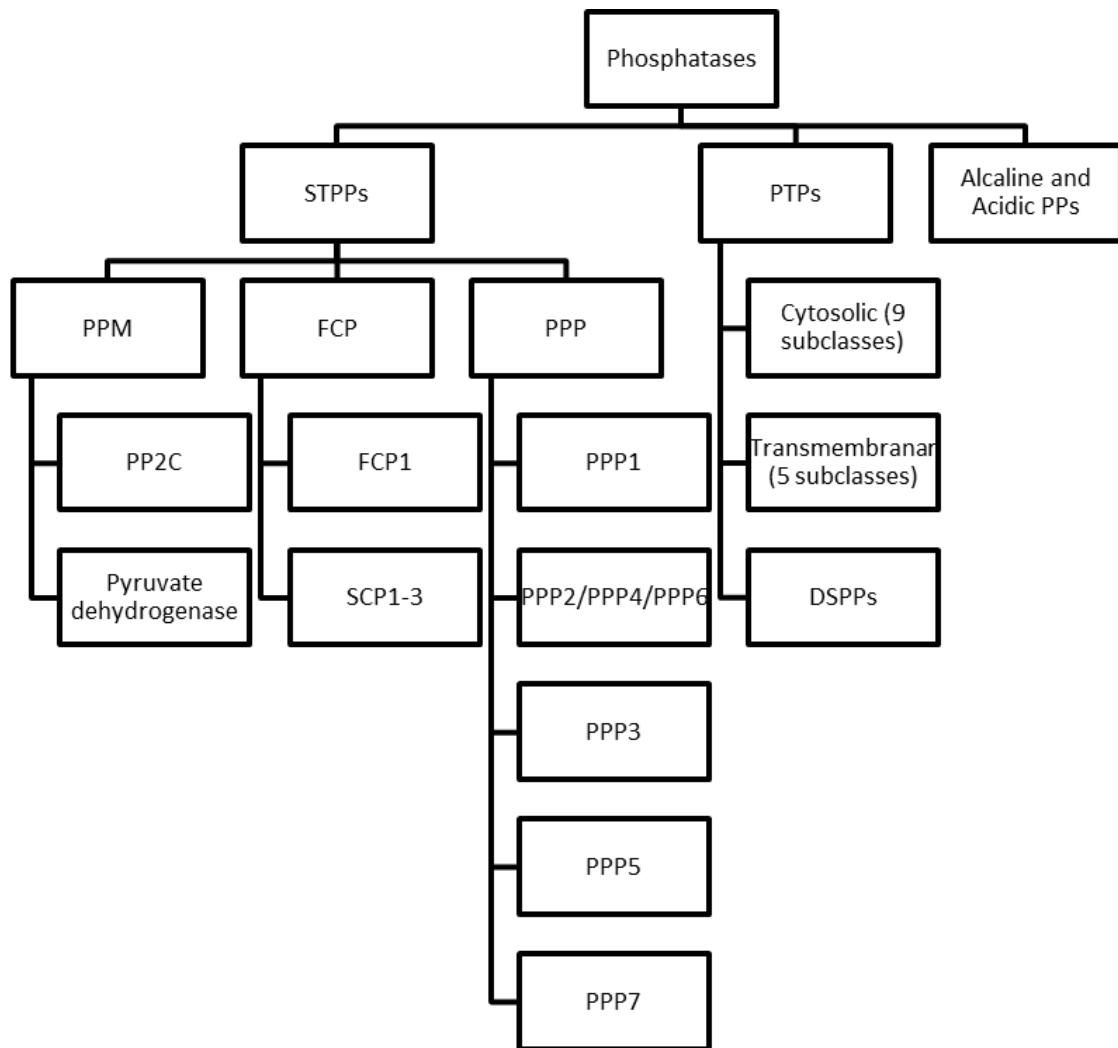 Phosphatases
STPPs
PTPs
Alcaline and
Acidic PPs
PPM
FCP
PPP
Cytosolic (9
subclasses)
PP2C
FCP1
PPP1
Transmembranar
(5 subclasses)
Pyruvate
dehydrogenase
SCP1-3
PPP2/PPP4/PPP6
DSPPs
PPP3
PPP5
PPP7